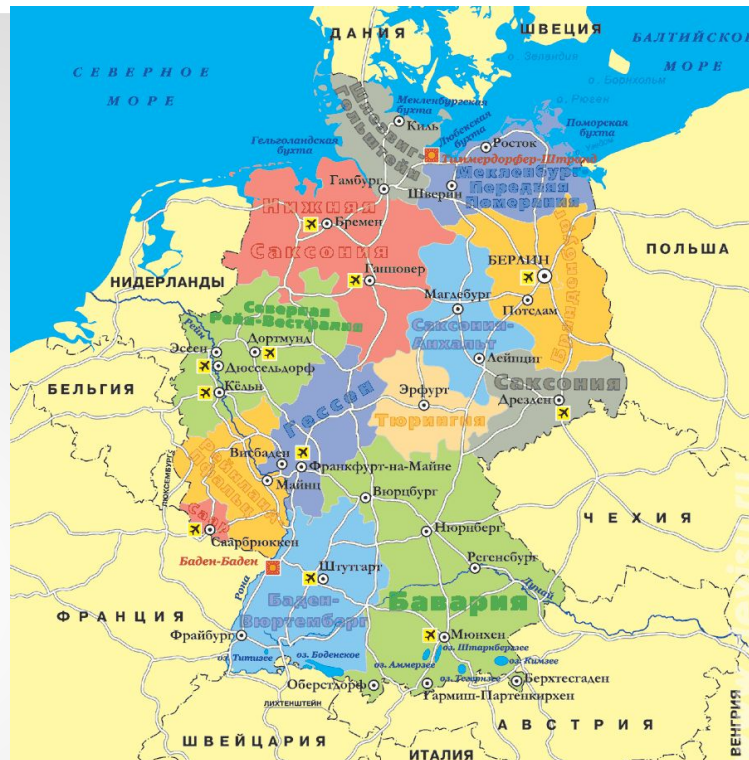 ДАНИЯ
ШВЕЦИЯ
БАЛТИЙСКОЕ
МОРЕ
СЕВЕРНОЕ
МОРЕ
о. Зеландия
о. Борнхольм
о. Рюген
Мекленбургская
бухта
Киль
Любекская
бухта
Поморская
бухта
Шлезвиг-
Гольштейн
Гельголандская
бухта
Росток
Тиммердорфер-Штранд
Мекленбург-
Передняя
Померания
Гамбург
Шверин
Нижняя
Саксония
Бремен
Ганновер
БЕРЛИН
Бранденбург
ПОЛЬША
НИДЕРЛАНДЫ
Магдебург
Потсдам
Северная
Рейн-Вестфалия
Саксония-
Анхальт
Рейн
Эссен
Дортмунд
Дюссельдорф
Лейпциг
БЕЛЬГИЯ
Кёльн
Гессен
Эрфурт
Тюрингия
Саксония
Дрезден
Висбаден
Франкфурт-на-Майне
Майнц
ЛЮКСЕМБУРГ
Рейнланд
Пфальц
Вюрцбург
Саар
Саарбрюккен
Нюрнберг
ЧЕХИЯ
Баден-Баден
Регенсбург
Рона
Штутгарт
Дунай
Баден-
Вюртемберг
Бавария
ФРАНЦИЯ
Фрайбург
Мюнхен
оз. Титизее
оз. Боденское
оз. Аммерзее
оз. Штарнбергзее
оз. Кимзее
оз. Тегернзее
Оберстдорф
Гармиш-Партенкирхен
Берхтесгаден
ЛИХТЕНШТЕЙН
ШВЕЙЦАРИЯ
АВСТРИЯ
ИТАЛИЯ
ВЕНГРИЯ